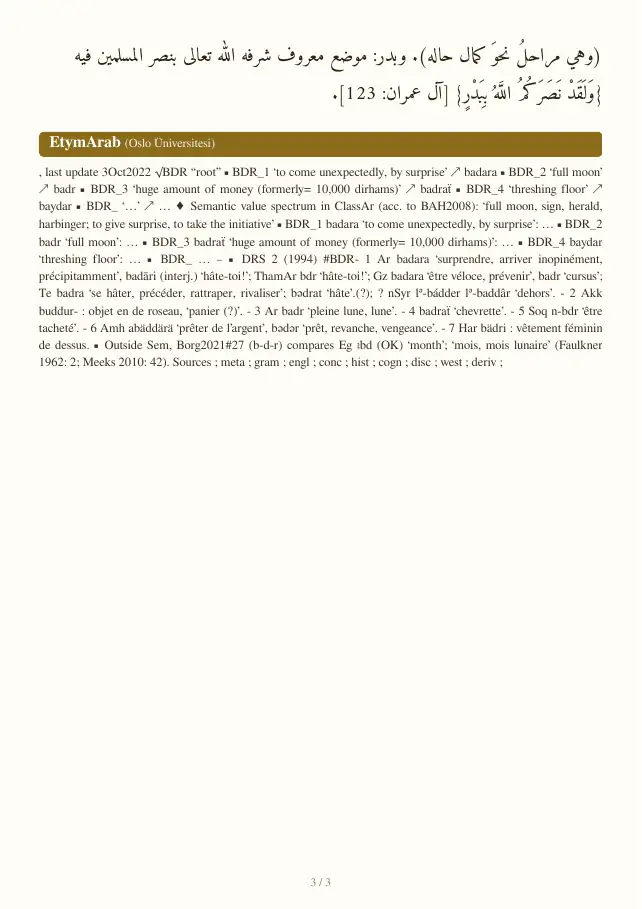 (وهي مراحلُ نحوَ كمال حاله). وبدر: موضع معروف شرفه الله تعالى بنصر المسلمين فيه
{وَلَقَدْ نَصَرَكُمُ اللَّهُ بِبَدْرٍ} [آل عمران: 123].
EtymArab (Oslo Üniversitesi)
, last update 3Oct2022 √BDR “root” ▪ BDR_1 ‘to come unexpectedly, by surprise’ ↗ badara ▪ BDR_2 ‘full moon’
↗ badr ▪ BDR_3 ‘huge amount of money (formerly= 10,000 dirhams)’ ↗ badraẗ ▪ BDR_4 ‘threshing floor’ ↗
baydar ▪ BDR_ ‘…’ ↗ … ♦ Semantic value spectrum in ClassAr (acc. to BAH2008): ‘full moon, sign, herald,
harbinger; to give surprise, to take the initiative’ ▪ BDR_1 badara ‘to come unexpectedly, by surprise’: … ▪ BDR_2
badr ‘full moon’: … ▪ BDR_3 badraẗ ‘huge amount of money (formerly= 10,000 dirhams)’: … ▪ BDR_4 baydar
‘threshing floor’: … ▪ BDR_ … – ▪ DRS 2 (1994) #BDR- 1 Ar badara ‘surprendre, arriver inopinément,
précipitamment’, badāri (interj.) ‘hâte-toi!’; ThamAr bdr ‘hâte-toi!’; Gz badara ‘être véloce, prévenir’, badr ‘cursus’;
Te bədra ‘se hâter, précéder, rattraper, rivaliser’; bədrat ‘hâte’.(?); ? nSyr lᵊ-bádder lᵊ-baddâr ‘dehors’. - 2 Akk
buddur- : objet en de roseau, ‘panier (?)’. - 3 Ar badr ‘pleine lune, lune’. - 4 badraẗ ‘chevrette’. - 5 Soq n-bdr ‘être
tacheté’. - 6 Amh abäddärä ‘prêter de l’argent’, bədər ‘prêt, revanche, vengeance’. - 7 Har bädri : vêtement féminin
de dessus. ▪ Outside Sem, Borg2021#27 (b-d-r) compares Eg ıbd (OK) ‘month’; ‘mois, mois lunaire’ (Faulkner
1962: 2; Meeks 2010: 42). Sources ; meta ; gram ; engl ; conc ; hist ; cogn ; disc ; west ; deriv ;
3 / 3